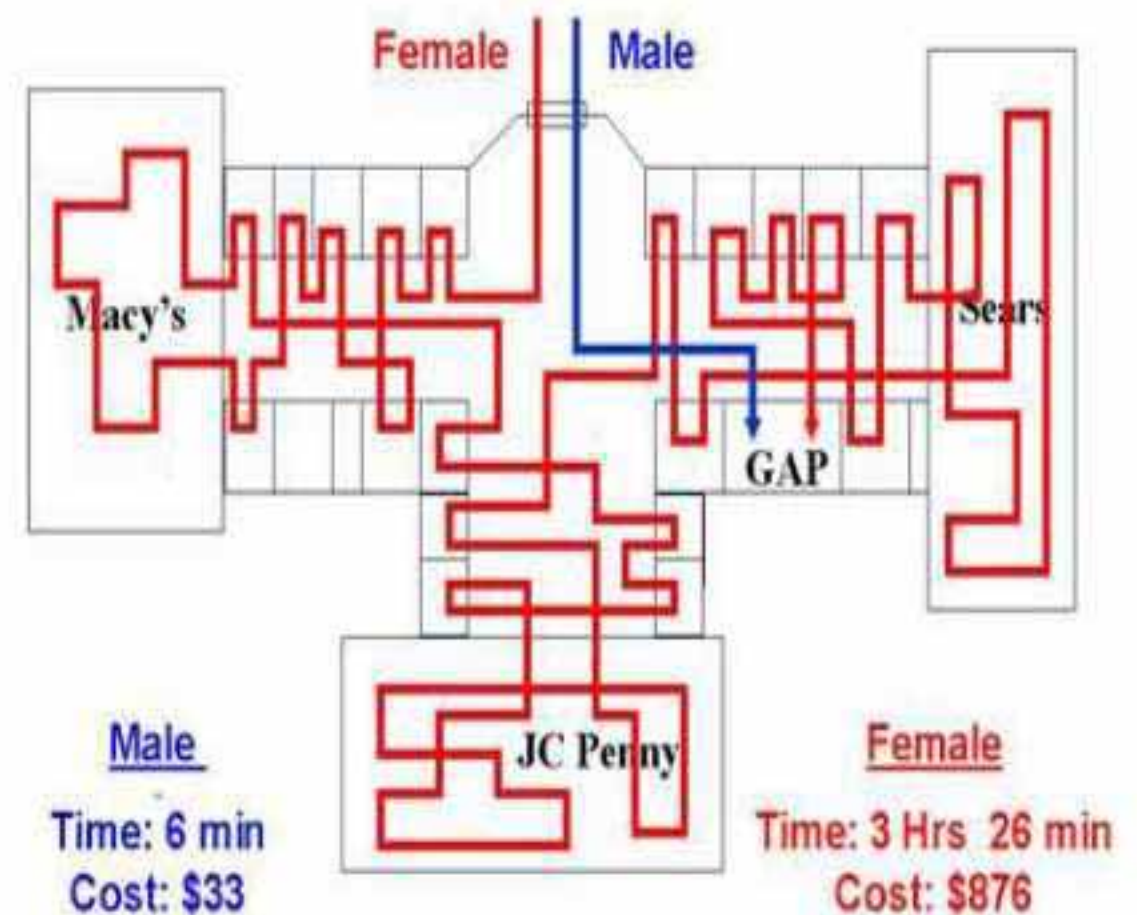 Female
Male
Macy's
Sears
GAP
JC Penny
Male
Time: 6 min
Cost: $33
Female
Time: 3 Hrs 26 min
Cost: $876